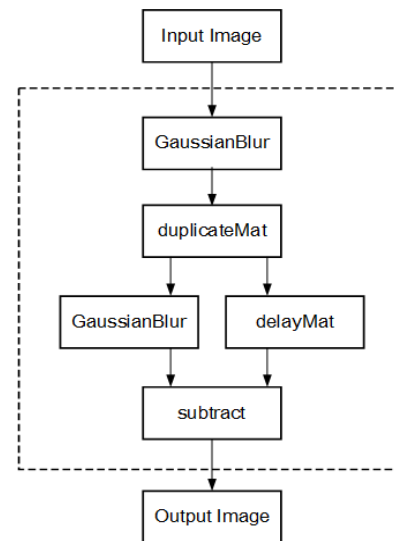 Input Image
GaussianBlur
duplicateMat
GaussianBlur
delayMat
subtract
Output Image